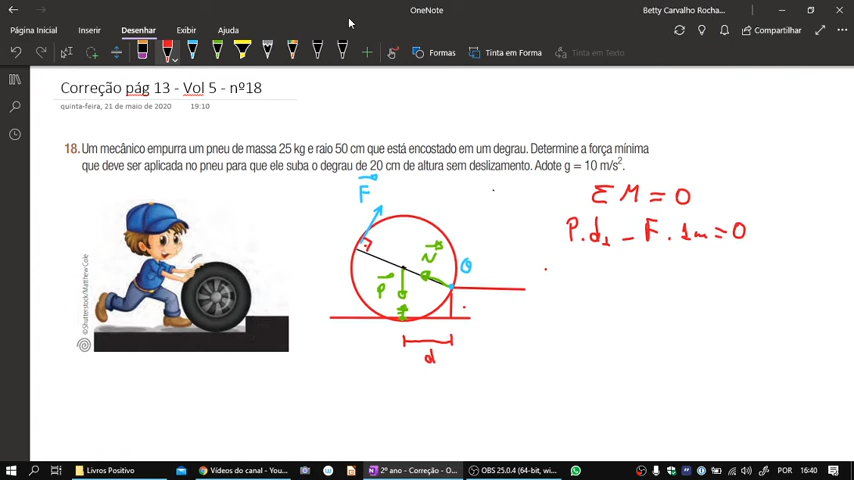 OneNote
Betty Carvalho Rocha...
Página Inicial Inserir Desenhar Exibir Ajuda
Compartilhar
Formas
Tinta em Forma
Tinta em Texto
Correção pág 13 - Vol 5 - nº18
quinta-feira, 21 de maio de 2020 19:10
18. Um mecânico empurra um pneu de massa 25 kg e raio 50 cm que está encostado em um degrau. Determine a força mínima
que deve ser aplicada no pneu para que ele suba o degrau de 20 cm de altura sem deslizamento. Adote g = 10 m/s².
F
Σ M = 0
P.d₁ - F.1m = 0
N
O
P
d
©Shutterstock/MatthewCole
Livros Positivo
Vídeos do canal - You...
2º ano - Correção - O...
OBS 25.0.4 (64-bit, wi...
POR 16:40